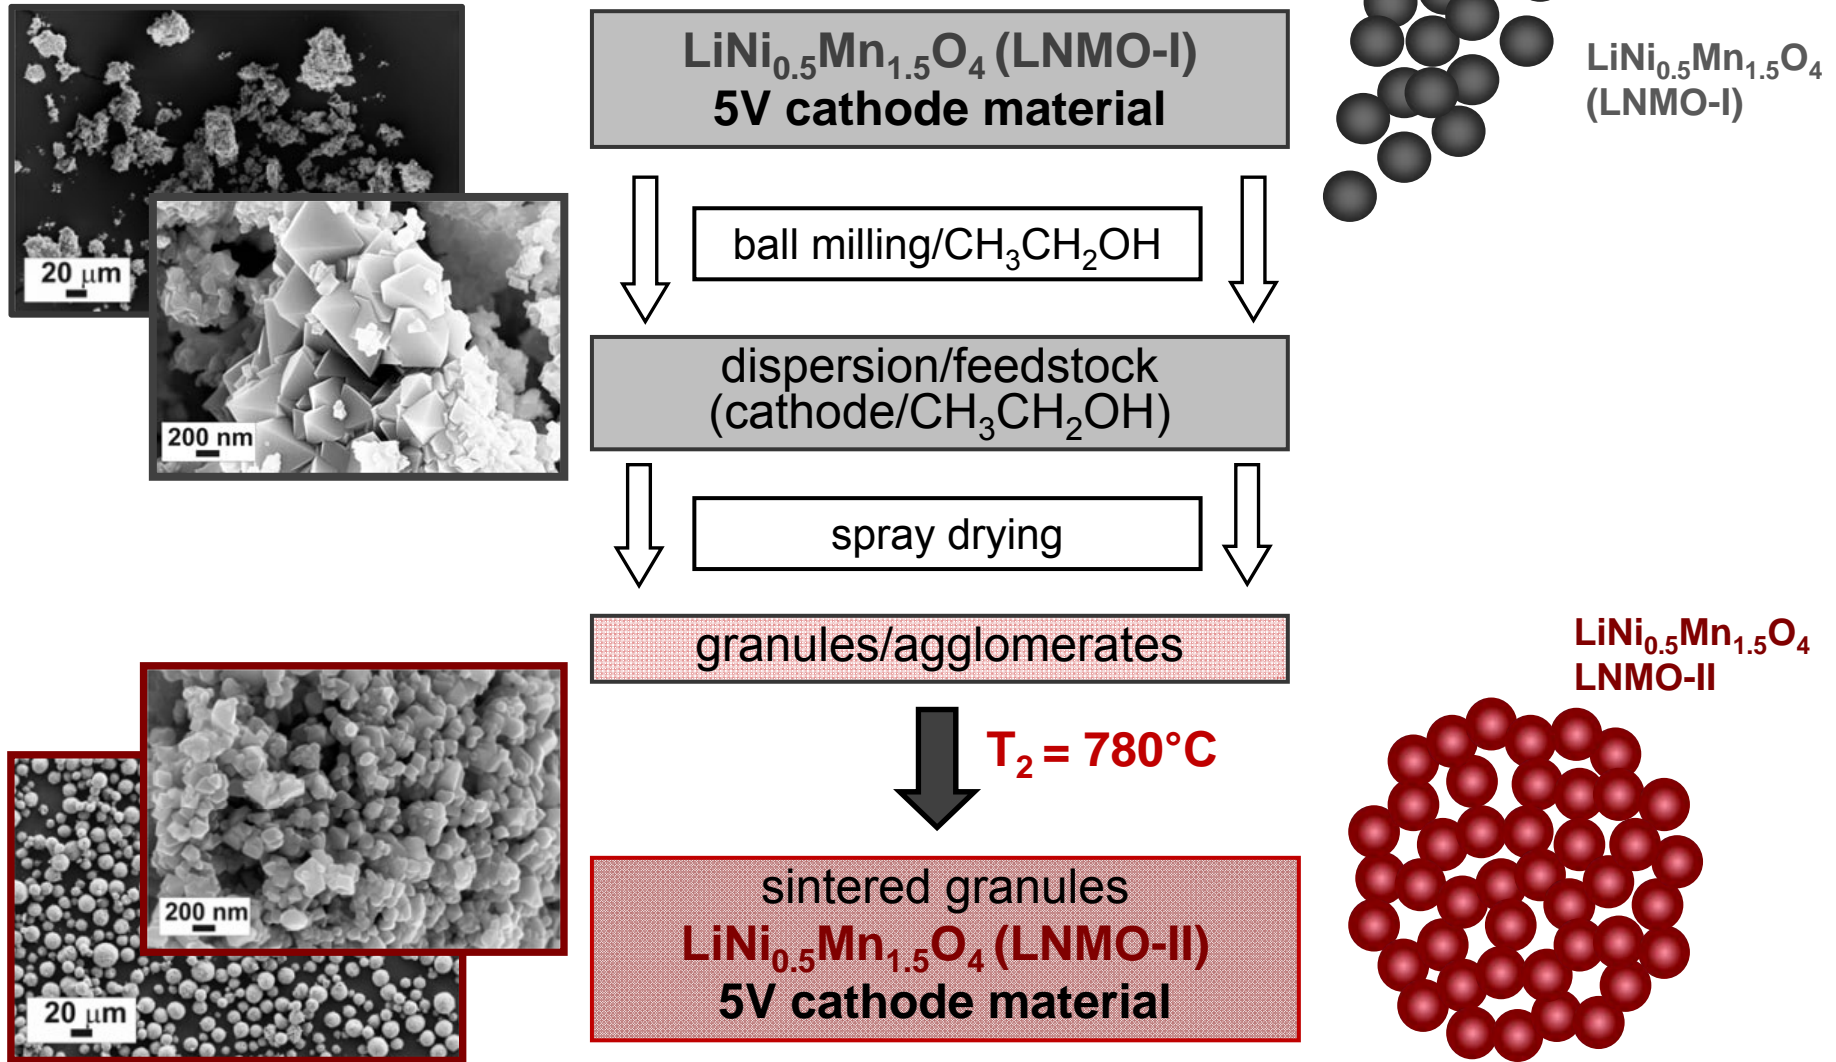 LiNi₀.₅Mn₁.₅O₄ (LNMO-I)
5V cathode material
LiNi₀.₅Mn₁.₅O₄
(LNMO-I)
20 μm
ball milling/CH₃CH₂OH
200 nm
dispersion/feedstock
(cathode/CH₃CH₂OH)
spray drying
granules/agglomerates
LiNi₀.₅Mn₁.₅O₄
LNMO-II
T₂ = 780°C
200 nm
20 μm
sintered granules
LiNi₀.₅Mn₁.₅O₄ (LNMO-II)
5V cathode material